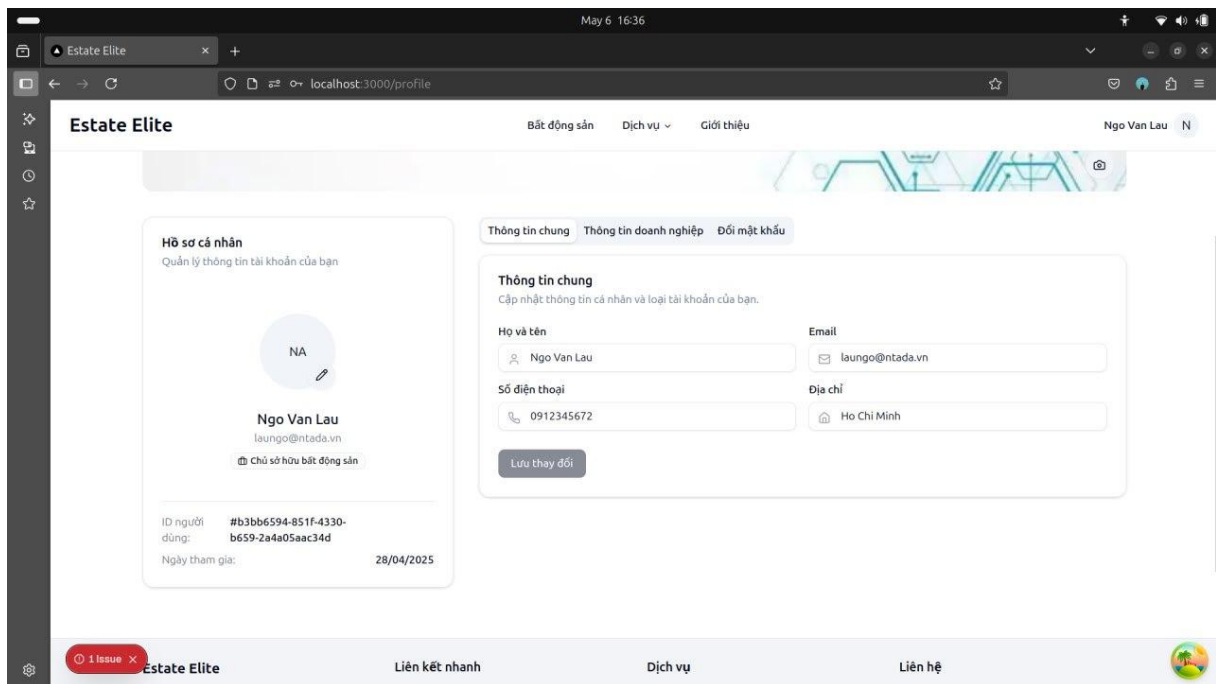 May 6 16:36
Estate Elite
localhost:3000/profile
Estate Elite
Bất động sản
Dịch vụ
Giới thiệu
Ngo Van Lau N
Hồ sơ cá nhân
Quản lý thông tin tài khoản của bạn
NA
Ngo Van Lau
laungo@ntada.vn
Chủ sở hữu bất động sản
ID người dùng:
#b3bb6594-851f-4330-
b659-2a4a05aac34d
Ngày tham gia: 28/04/2025
Thông tin chung Thông tin doanh nghiệp Đổi mật khẩu
Thông tin chung
Cập nhật thông tin cá nhân và loại tài khoản của bạn.
Họ và tên
Ngo Van Lau
Email
laungo@ntada.vn
Số điện thoại
0912345672
Địa chỉ
Ho Chi Minh
Lưu thay đổi
1 Issue
Estate Elite
Liên kết nhanh
Dịch vụ
Liên hệ